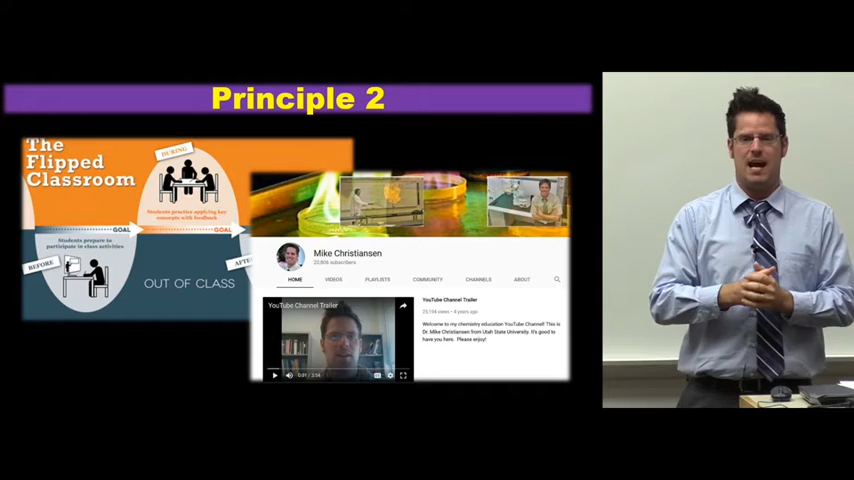 Principle 2
The
Flipped
Classroom
DURING
Students practice applying key
concepts with feedback
GOAL
GOAL
Students prepare to
participate in class activities
BEFORE
AFTE
OUT OF CLASS
Mike Christiansen
20,806 subscribers
HOME
VIDEOS
PLAYLISTS
COMMUNITY
CHANNELS
ABOUT
YouTube Channel Trailer
0:01 / 3:54
YouTube Channel Trailer
25,194 views • 4 years ago
Welcome to my chemistry education YouTube Channel! This is
Dr. Mike Christiansen from Utah State University. It's good to
have you here. Please enjoy!